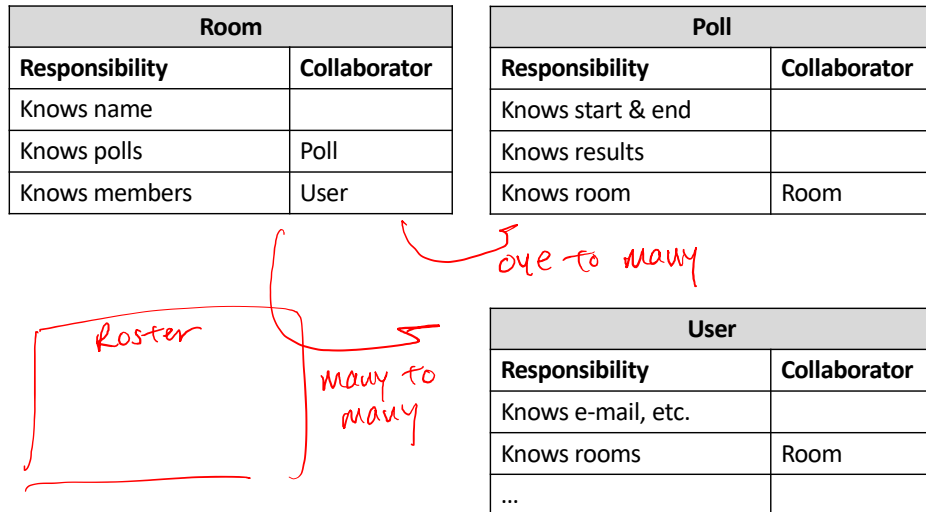 Room
Responsibility Collaborator
Knows name
Knows polls Poll
Knows members User
Poll
Responsibility Collaborator
Knows start & end
Knows results
Knows room Room
one to many
Roster
many to
many
User
Responsibility Collaborator
Knows e-mail, etc.
Knows rooms Room
...